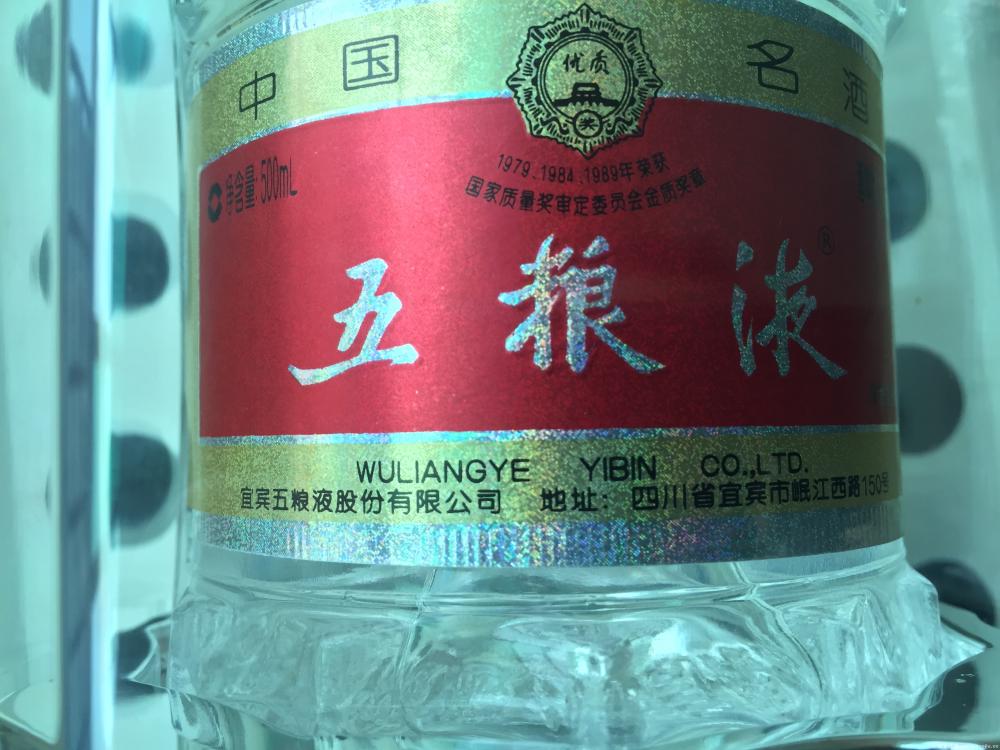 中国名酒
优质
1979、1984、1989年荣获
国家质量奖审定委员会金质奖章
净含量:500mL
五粮液®
WULIANGYE YIBIN CO.,LTD.
宜宾五粮液股份有限公司 地址：四川省宜宾市岷江西路150号